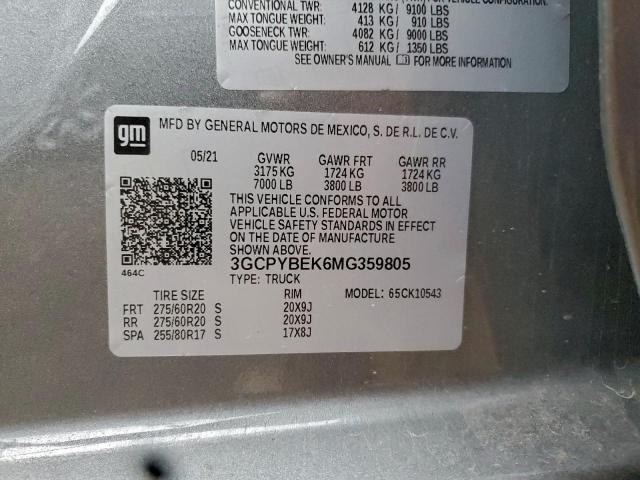 CONVENTIONAL TWR: 4128 KG/ 9100 LBS
MAX TONGUE WEIGHT: 413 KG/ 910 LBS
GOOSENECK TWR: 4082 KG/ 9000 LBS
MAX TONGUE WEIGHT: 612 KG/ 1350 LBS
SEE OWNER'S MANUAL FOR MORE INFORMATION
gm
MFD BY GENERAL MOTORS DE MEXICO, S. DE R.L. DE C.V.
05/21 GVWR GAWR FRT GAWR RR
3175 KG 1724 KG 1724 KG
7000 LB 3800 LB 3800 LB
THIS VEHICLE CONFORMS TO ALL
APPLICABLE U.S. FEDERAL MOTOR
VEHICLE SAFETY STANDARDS IN EFFECT
ON THE DATE OF MANUFACTURE
SHOWN ABOVE.
464C
3GCPYBEK6MG359805
TYPE: TRUCK
TIRE SIZE RIM MODEL: 65CK10543
FRT 275/60R20 S 20X9J
RR 275/60R20 S 20X9J
SPA 255/80R17 S 17X8J